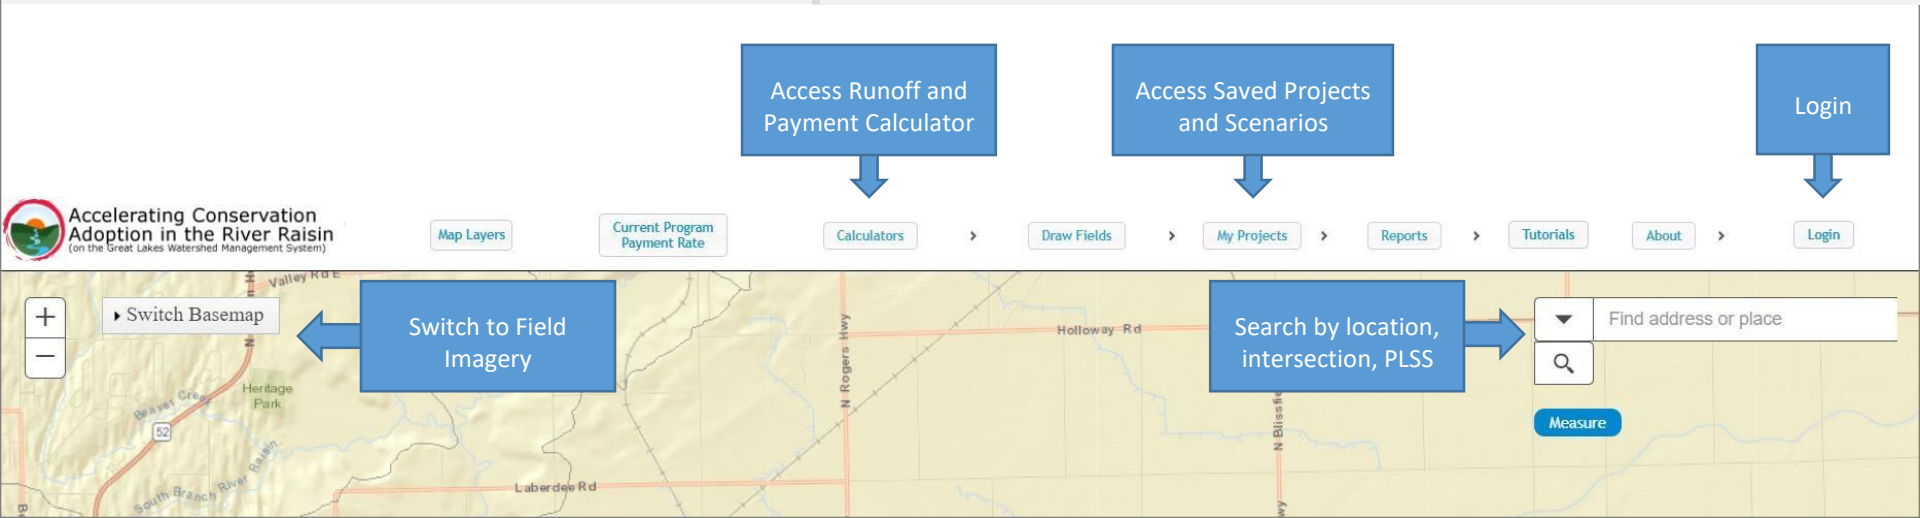 Access Runoff and
Payment Calculator
Access Saved Projects
and Scenarios
Login
Accelerating Conservation
Adoption in the River Raisin
(on the Great Lakes Watershed Management System)
Map Layers
Current Program
Payment Rate
Calculators
Draw Fields
My Projects
Reports
Tutorials
About
Login
Valley Rd E
+
Switch Basemap
−
Switch to Field
Imagery
N Rogers Hwy
Holloway Rd
Search by location,
intersection, PLSS
Find address or place
Heritage
Park
Beaver Creek
52
Measure
South Branch River Raisin
Laberdee Rd